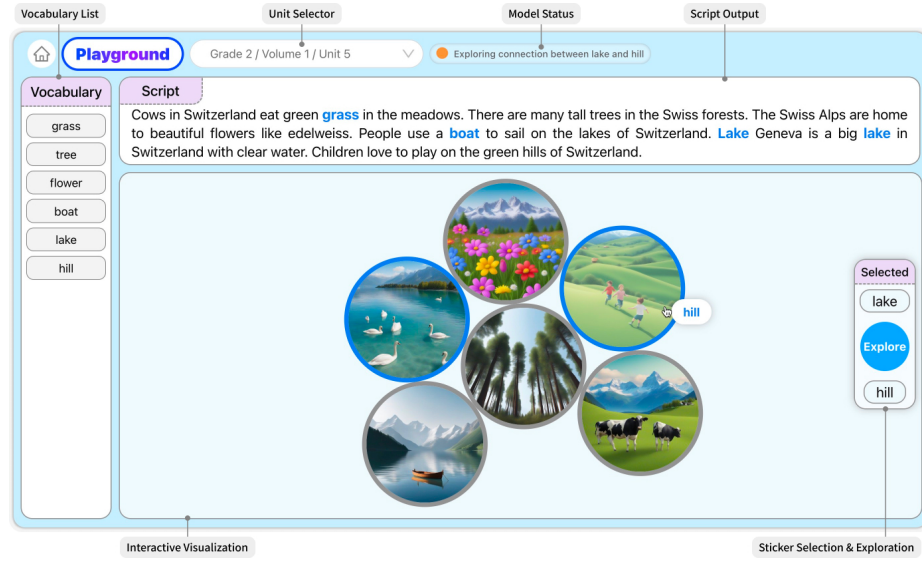 Vocabulary List
Unit Selector
Model Status
Script Output
Playground
Grade 2 / Volume 1 / Unit 5
Exploring connection between lake and hill
Vocabulary
grass
tree
flower
boat
lake
hill
Script
Cows in Switzerland eat green grass in the meadows. There are many tall trees in the Swiss forests. The Swiss Alps are home
to beautiful flowers like edelweiss. People use a boat to sail on the lakes of Switzerland. Lake Geneva is a big lake in
Switzerland with clear water. Children love to play on the green hills of Switzerland.
hill
Selected
lake
Explore
hill
Interactive Visualization
Sticker Selection & Exploration